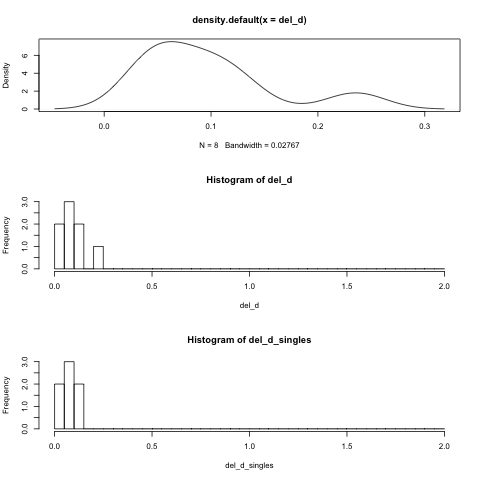 density.default(x = del_d)
Density
0 2 4 6
0.0 0.1 0.2 0.3
N = 8 Bandwidth = 0.02767
Histogram of del_d
Frequency
0.0 1.0 2.0 3.0
0.0 0.5 1.0 1.5 2.0
del_d
Histogram of del_d_singles
Frequency
0.0 1.0 2.0 3.0
0.0 0.5 1.0 1.5 2.0
del_d_singles